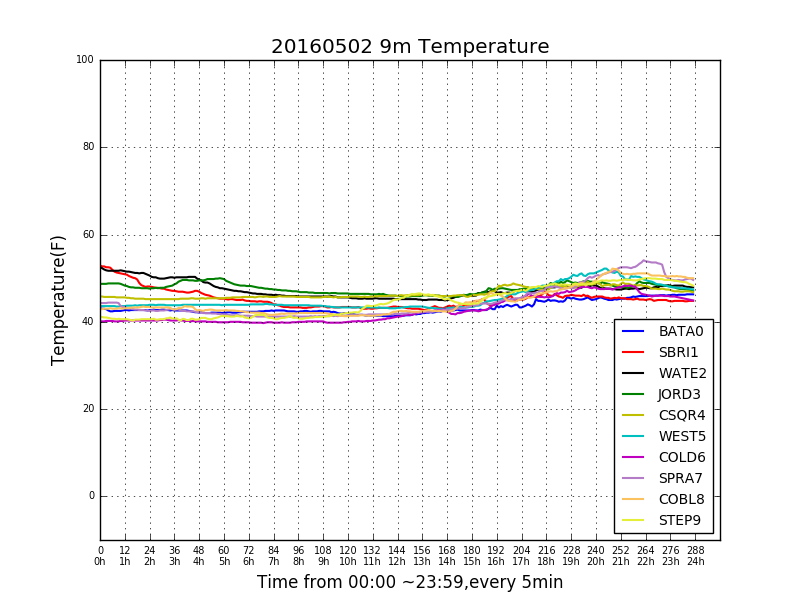 20160502 9m Temperature
Temperature(F)
100
80
60
40
20
0
BATA0
SBRI1
WATE2
JORD3
CSQR4
WEST5
COLD6
SPRA7
COBL8
STEP9
0 12 24 36 48 60 72 84 96 108 120 132 144 156 168 180 192 204 216 228 240 252 264 276 288
0h 1h 2h 3h 4h 5h 6h 7h 8h 9h 10h 11h 12h 13h 14h 15h 16h 17h 18h 19h 20h 21h 22h 23h 24h
Time from 00:00 ~23:59,every 5min